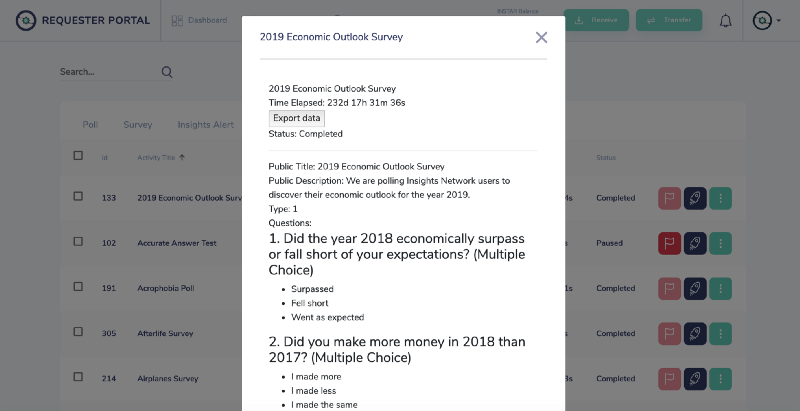 REQUESTER PORTAL
Dashboard
INSTAR Balance
Receive
Transfer
2019 Economic Outlook Survey
Search...
2019 Economic Outlook Survey
Time Elapsed: 232d 17h 31m 36s
Export data
Status: Completed
Poll
Survey
Insights Alert
Id
Activity Title
Status
Public Title: 2019 Economic Outlook Survey
Public Description: We are polling Insights Network users to
discover their economic outlook for the year 2019.
Type: 1
Questions:
1. Did the year 2018 economically surpass
or fall short of your expectations? (Multiple
Choice)
Surpassed
Fell short
Went as expected
2. Did you make more money in 2018 than
2017? (Multiple Choice)
I made more
I made less
I made the same
133 2019 Economic Outlook Surv
4s Completed
102 Accurate Answer Test
s Paused
191 Acrophobia Poll
1s Completed
305 Afterlife Survey
s Completed
214 Airplanes Survey
3s Completed